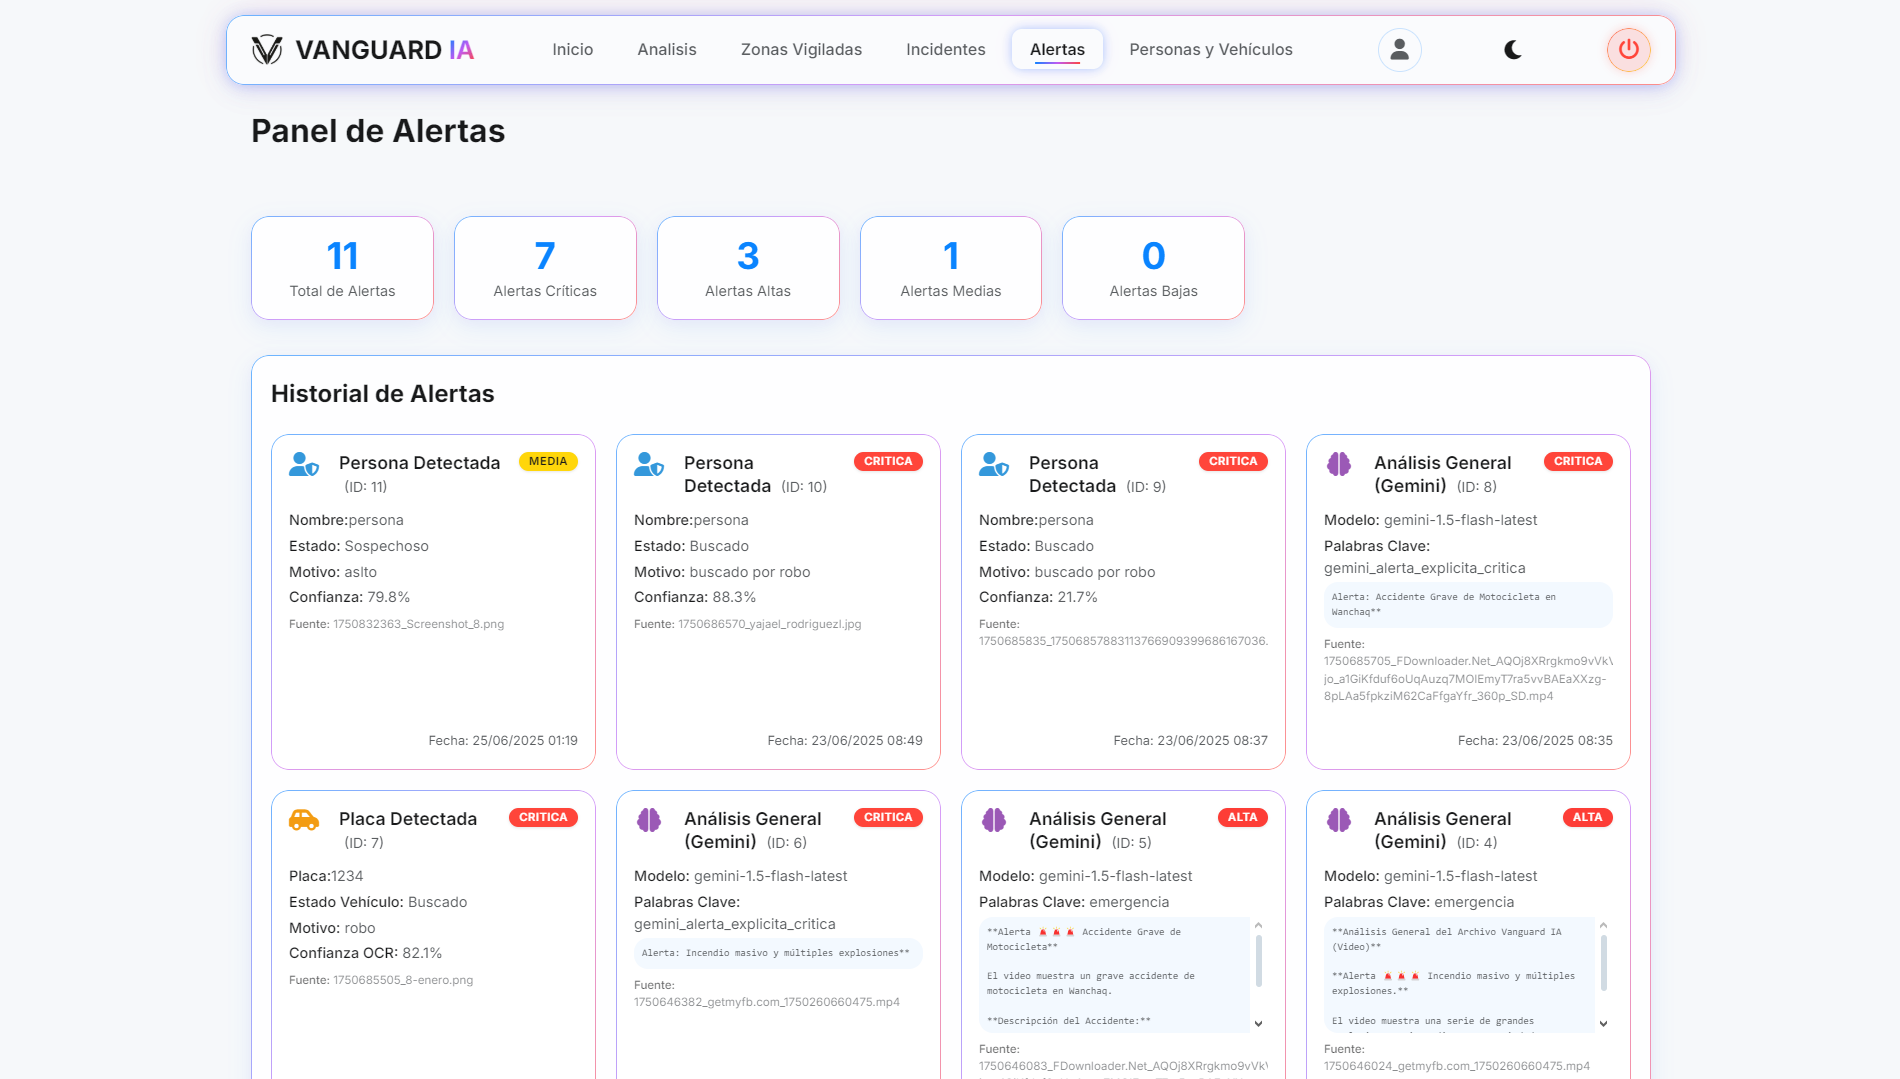 VANGUARD IA
Inicio
Analisis
Zonas Vigiladas
Incidentes
Alertas
Personas y Vehículos
Panel de Alertas
11
Total de Alertas
7
Alertas Críticas
3
Alertas Altas
1
Alertas Medias
0
Alertas Bajas
Historial de Alertas
Persona Detectada
(ID: 11)
MEDIA
Nombre:persona
Estado: Sospechoso
Motivo: aslto
Confianza: 79.8%
Fuente: 1750832363_Screenshot_8.png
Fecha: 25/06/2025 01:19
Persona
Detectada (ID: 10)
CRITICA
Nombre:persona
Estado: Buscado
Motivo: buscado por robo
Confianza: 88.3%
Fuente: 1750686570_yajael_rodriguezl.jpg
Fecha: 23/06/2025 08:49
Persona
Detectada (ID: 9)
CRITICA
Nombre:persona
Estado: Buscado
Motivo: buscado por robo
Confianza: 21.7%
Fuente:
1750685835_17506857883113766909399686167036.
Fecha: 23/06/2025 08:37
Análisis General
(Gemini) (ID: 8)
CRITICA
Modelo: gemini-1.5-flash-latest
Palabras Clave:
gemini_alerta_explicita_critica
Alerta: Accidente Grave de Motocicleta en
Wanchaq**
Fuente:
1750685705_FDownloader.Net_AQOj8XRrgkmo9vVk
jo_a1GiKfduf6oUqAuzq7MOlEmyT7ra5vvBAEaXXzg-
8pLAa5fpkziM62CaFfgaYfr_360p_SD.mp4
Fecha: 23/06/2025 08:35
Placa Detectada
(ID: 7)
CRITICA
Placa:1234
Estado Vehículo: Buscado
Motivo: robo
Confianza OCR: 82.1%
Fuente: 1750685505_8-enero.png
Análisis General
(Gemini) (ID: 6)
CRITICA
Modelo: gemini-1.5-flash-latest
Palabras Clave:
gemini_alerta_explicita_critica
Alerta: Incendio masivo y múltiples explosiones**
Fuente:
1750646382_getmyfb.com_1750260660475.mp4
Análisis General
(Gemini) (ID: 5)
ALTA
Modelo: gemini-1.5-flash-latest
Palabras Clave: emergencia
**Alerta 🚨🚨🚨 Accidente Grave de
Motocicleta**
El video muestra un grave accidente de
motocicleta en Wanchaq.
**Descripción del Accidente:**
Fuente:
1750646083_FDownloader.Net_AQOj8XRrgkmo9vVk
Análisis General
(Gemini) (ID: 4)
ALTA
Modelo: gemini-1.5-flash-latest
Palabras Clave: emergencia
**Análisis General del Archivo Vanguard IA
(Video)**
**Alerta 🚨🚨🚨 Incendio masivo y múltiples
explosiones.**
El video muestra una serie de grandes
Fuente:
1750646024_getmyfb.com_1750260660475.mp4